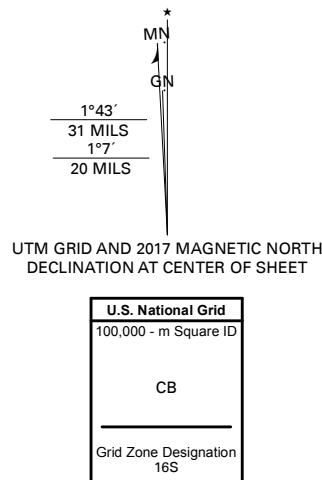 ★
MN
GN
1°43´
31 MILS
1°7´
20 MILS
UTM GRID AND 2017 MAGNETIC NORTH
DECLINATION AT CENTER OF SHEET
U.S. National Grid
100,000 - m Square ID
CB
Grid Zone Designation
16S